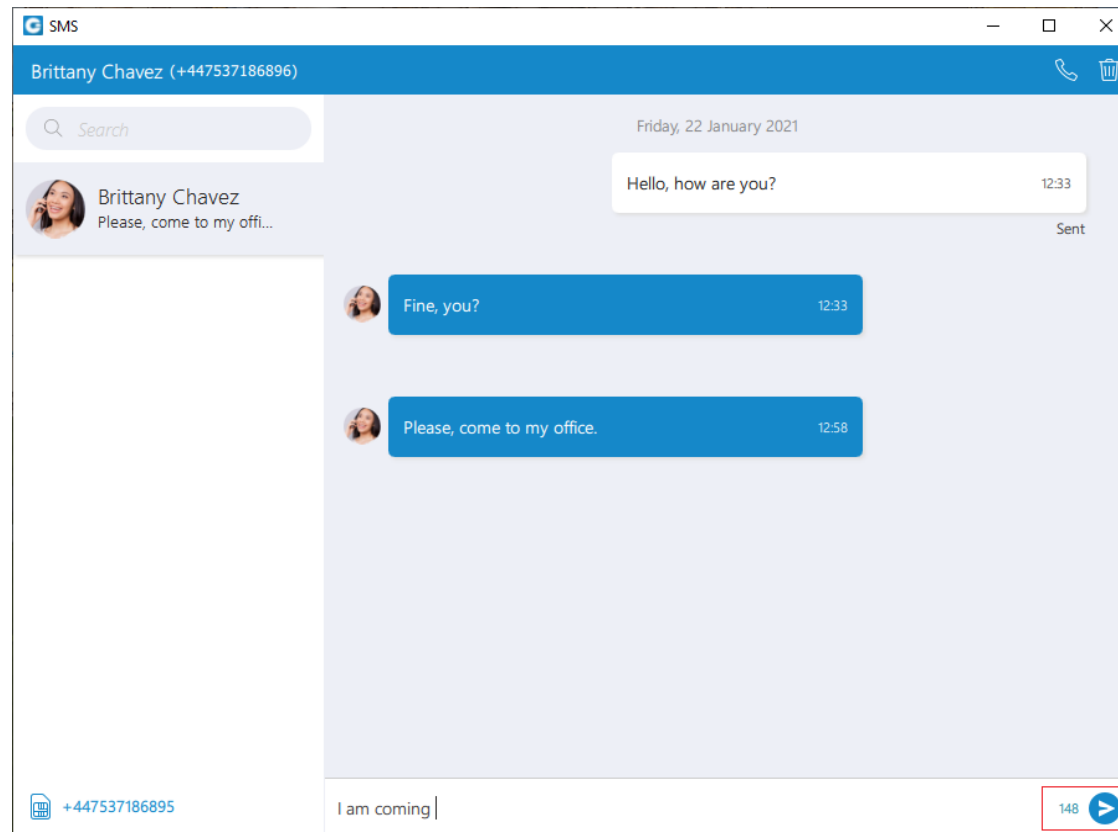 SMS
Brittany Chavez (+447537186896)
Search
Brittany Chavez
Please, come to my offi...
+447537186895
Friday, 22 January 2021
Hello, how are you? 12:33
Sent
Fine, you? 12:33
Please, come to my office. 12:58
I am coming
148